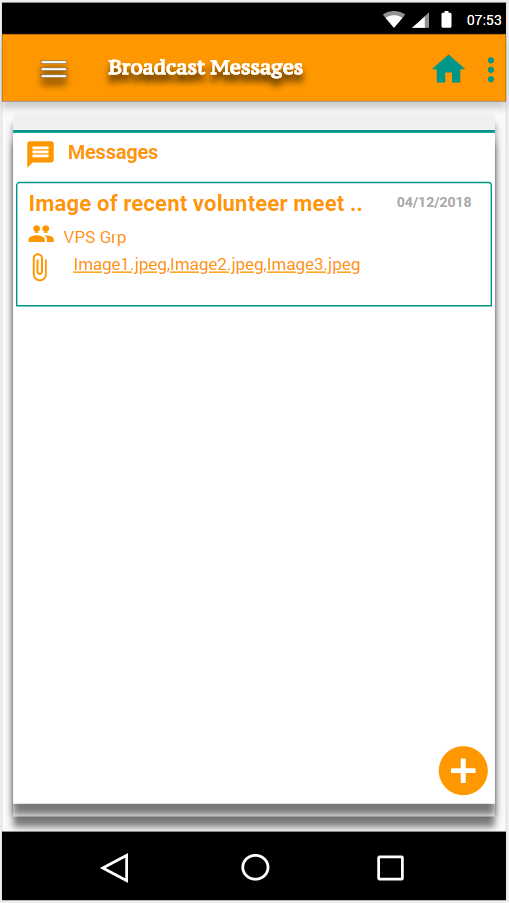 07:53
Broadcast Messages
Messages
Image of recent volunteer meet .. 04/12/2018
VPS Grp
Image1.jpeg,Image2.jpeg,Image3.jpeg